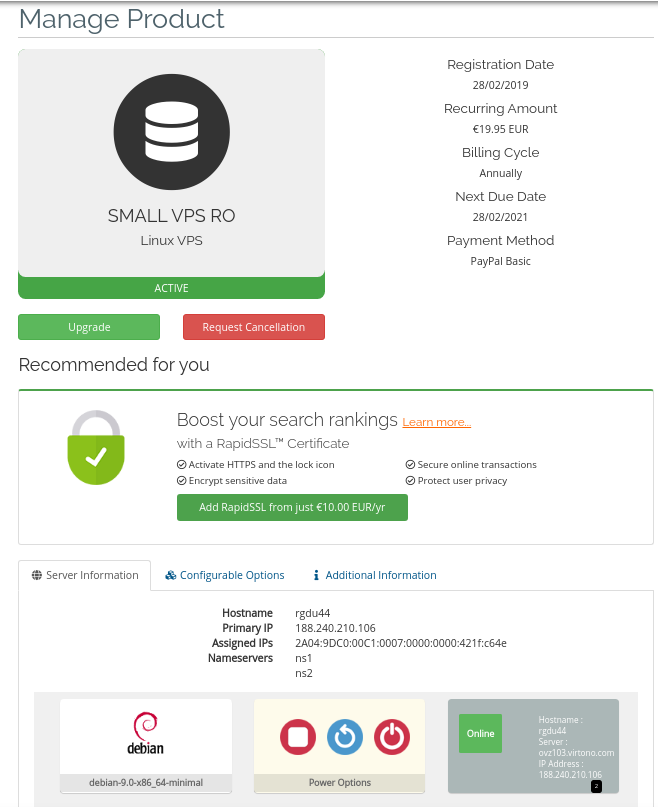 Manage Product
SMALL VPS RO
Linux VPS
ACTIVE
Upgrade
Request Cancellation
Registration Date
28/02/2019
Recurring Amount
€19.95 EUR
Billing Cycle
Annually
Next Due Date
28/02/2021
Payment Method
PayPal Basic
Recommended for you
Boost your search rankings Learn more...
with a RapidSSL™ Certificate
Activate HTTPS and the lock icon
Secure online transactions
Encrypt sensitive data
Protect user privacy
Add RapidSSL from just €10.00 EUR/yr
Server Information
Configurable Options
Additional Information
Hostname rgdu44
Primary IP 188.240.210.106
Assigned IPs 2A04:9DC0:00C1:0007:0000:0000:421f:c64e
Nameservers ns1
ns2
debian
debian-9.0-x86_64-minimal
Power Options
Online
Hostname :
rgdu44
Server :
ovz103.virtono.com
IP Address :
188.240.210.106
2